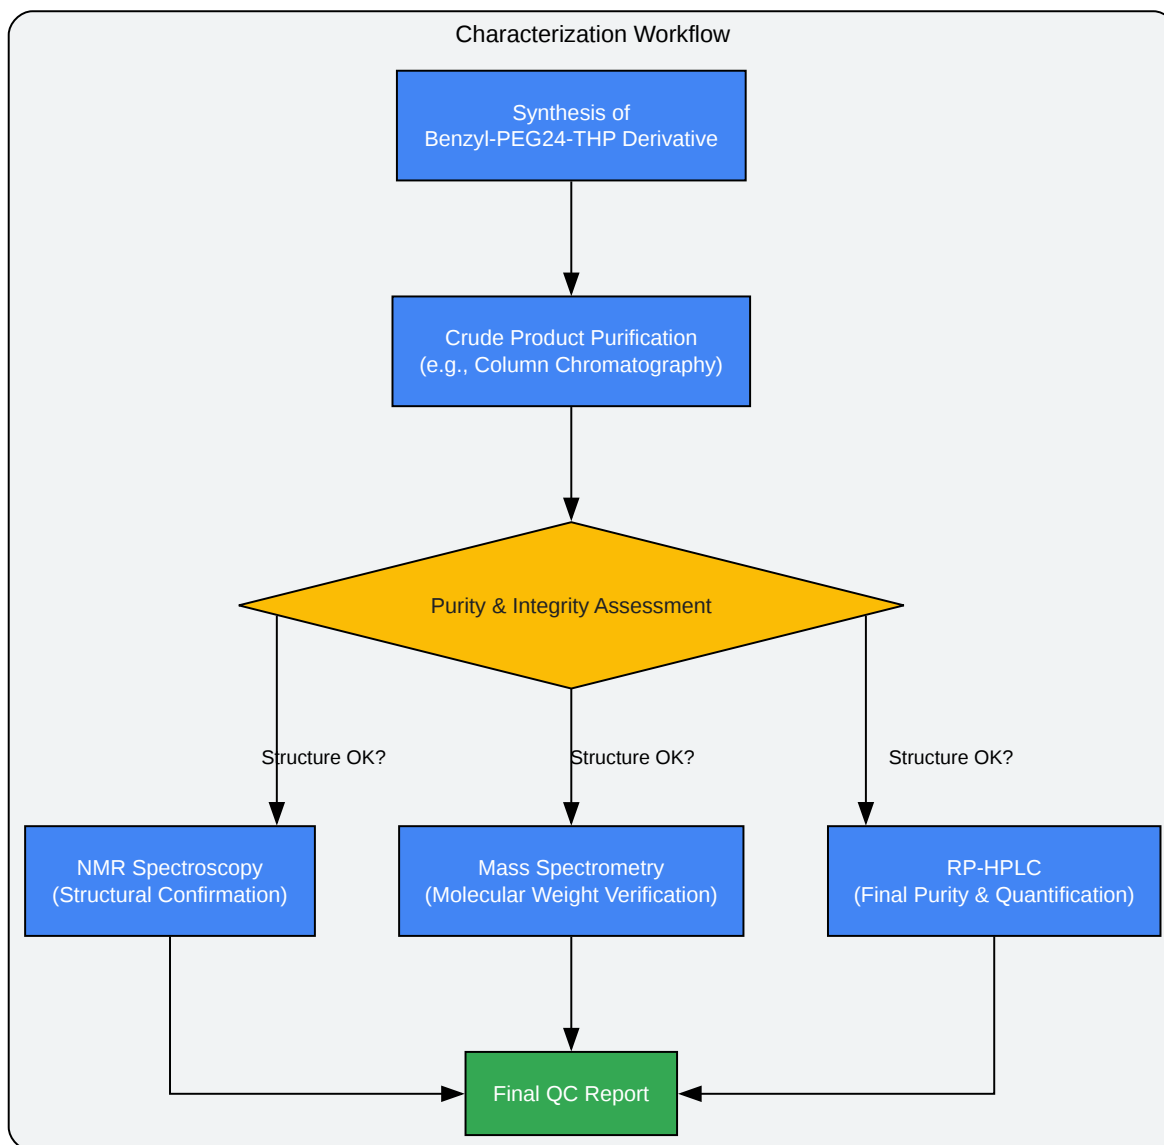 Characterization Workflow
Synthesis of
Benzyl-PEG24-THP Derivative
Crude Product Purification
(e.g., Column Chromatography)
Purity & Integrity Assessment
Structure OK?
Structure OK?
Structure OK?
NMR Spectroscopy
(Structural Confirmation)
Mass Spectrometry
(Molecular Weight Verification)
RP-HPLC
(Final Purity & Quantification)
Final QC Report